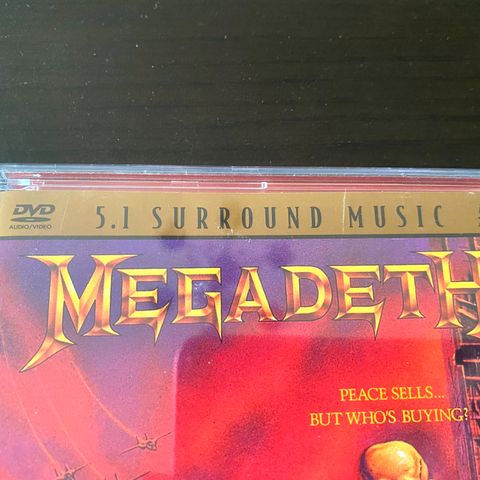 DVD
AUDIO/VIDEO
5.1 SURROUND MUSIC
MEGADETH
PEACE SELLS...
BUT WHO'S BUYING?